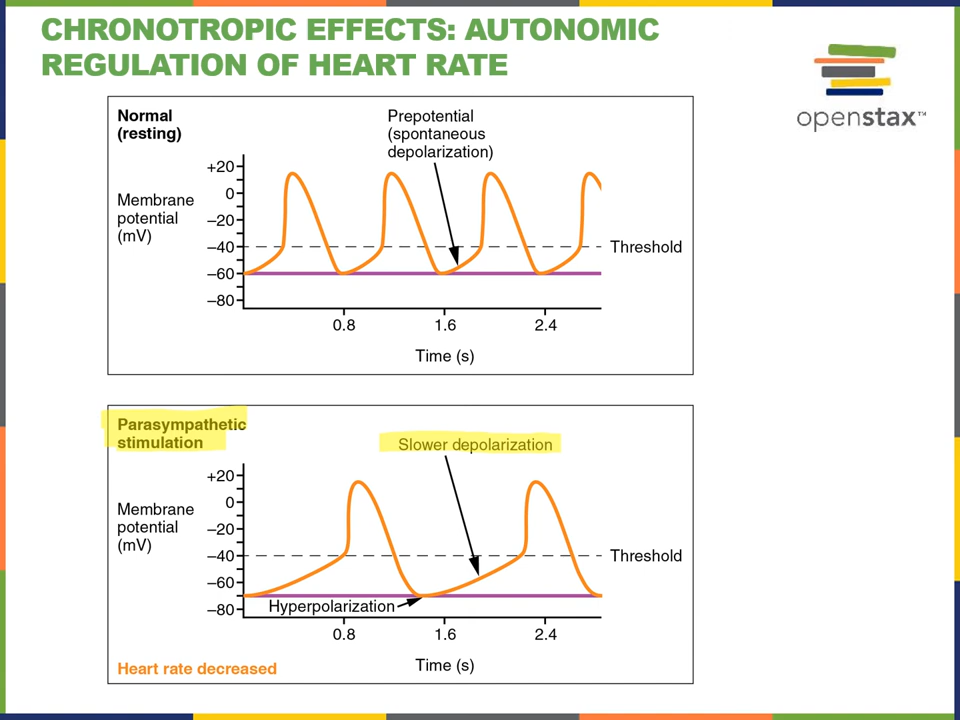 CHRONOTROPIC EFFECTS: AUTONOMIC
REGULATION OF HEART RATE
openstax™
Normal
(resting)
Prepotential
(spontaneous
depolarization)
Membrane
potential
(mV)
+20
0
–20
–40
–60
–80
Threshold
0.8 1.6 2.4
Time (s)
Parasympathetic
stimulation
Slower depolarization
Membrane
potential
(mV)
+20
0
–20
–40
–60
–80
Threshold
Hyperpolarization
0.8 1.6 2.4
Time (s)
Heart rate decreased